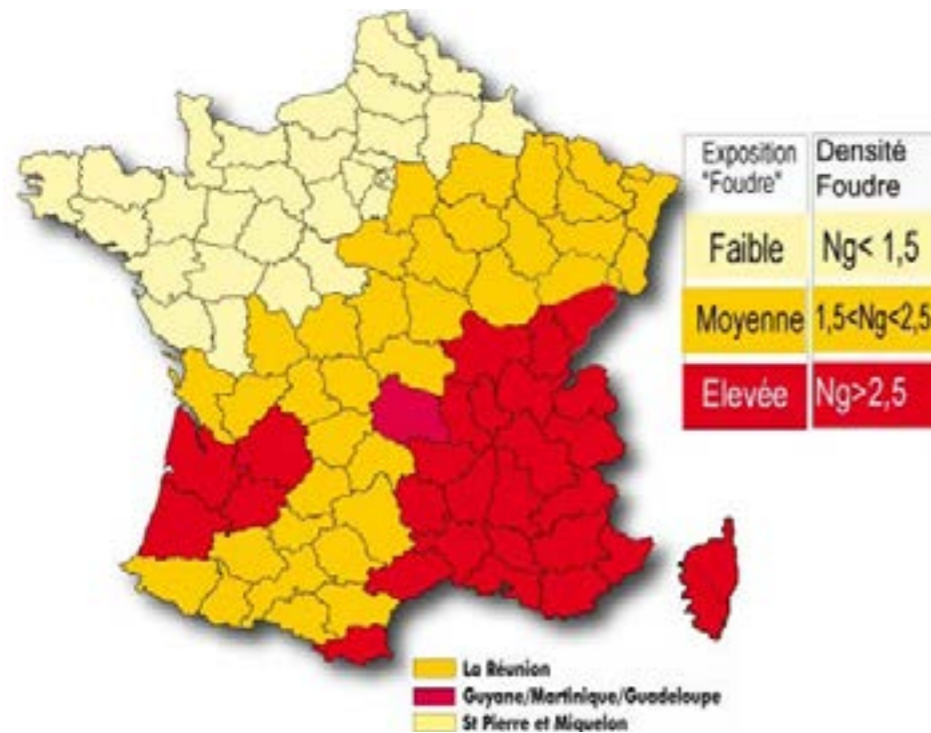 Exposition "Foudre"
Densité Foudre
Faible
Ng< 1,5
Moyenne
1,5<Ng<2,5
Elevée
Ng>2,5
La Réunion
Guyane/Martinique/Guadeloupe
St Pierre et Miquelon